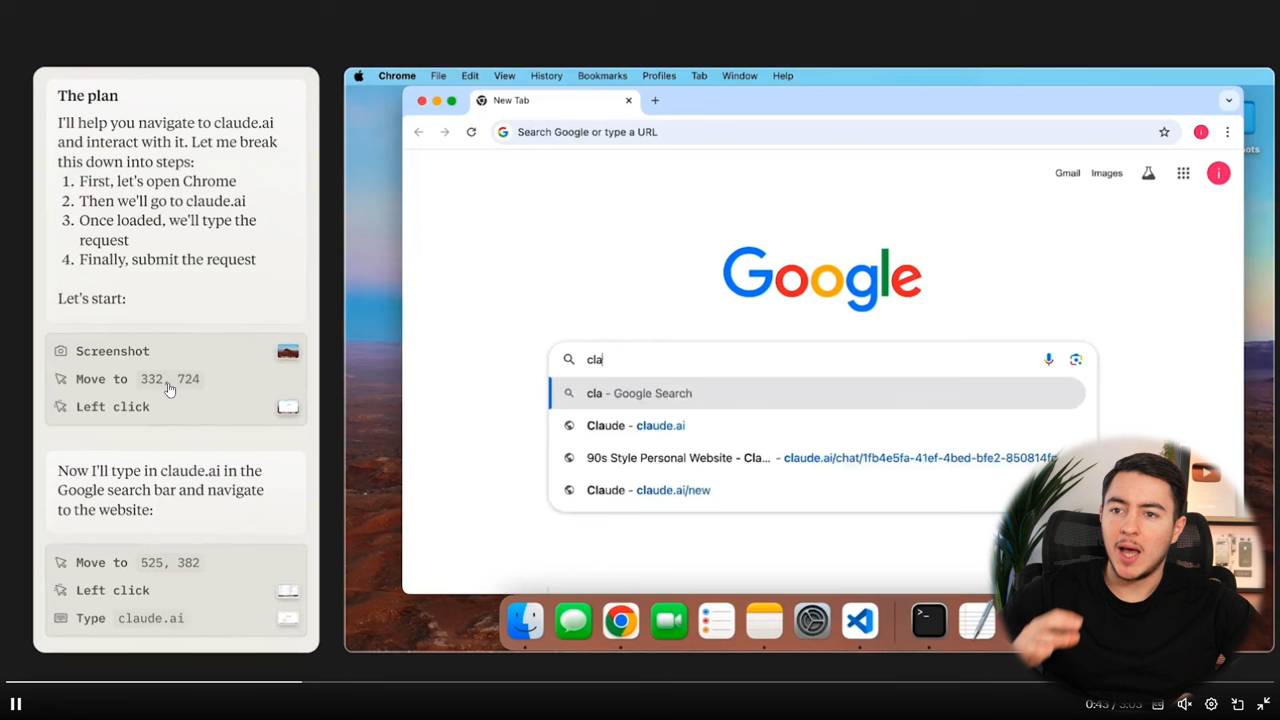 The plan
I'll help you navigate to claude.ai
and interact with it. Let me break
this down into steps:
1. First, let's open Chrome
2. Then we'll go to claude.ai
3. Once loaded, we'll type the
request
4. Finally, submit the request
Let's start:
Screenshot
Move to 332, 724
Left click
Now I'll type in claude.ai in the
Google search bar and navigate
to the website:
Move to 525, 382
Left click
Type claude.ai
Chrome File Edit View History Bookmarks Profiles Tab Window Help
New Tab
Search Google or type a URL
i
Gmail Images
i
Google
cla
cla - Google Search
Claude - claude.ai
90s Style Personal Website - Cla... - claude.ai/chat/1fb4e5fa-41ef-4bed-bfe2-850814f
Claude - claude.ai/new
0:43 / 3:03